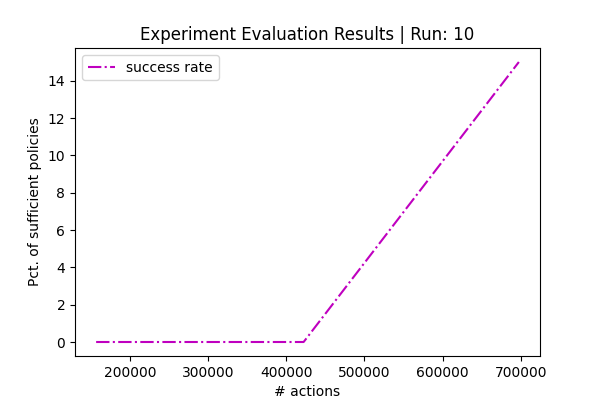 Experiment Evaluation Results | Run: 10
success rate
Pct. of sufficient policies
14
12
10
8
6
4
2
0
200000 300000 400000 500000 600000 700000
# actions